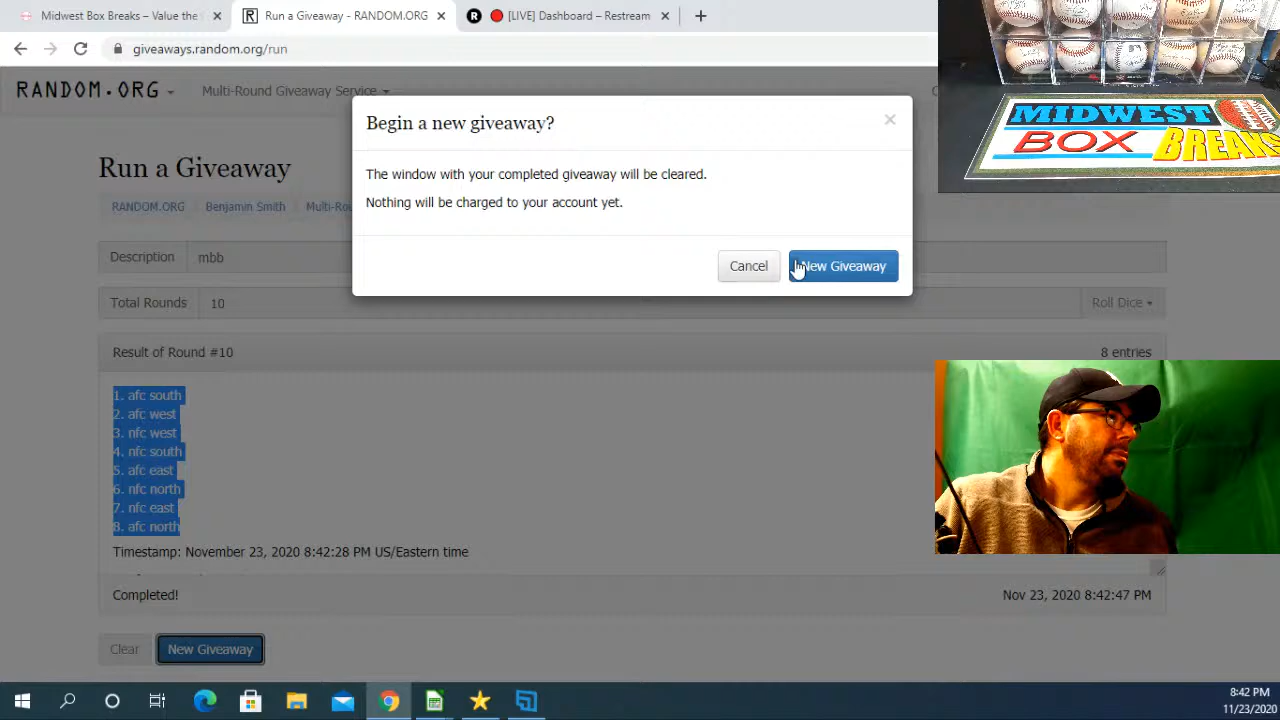 Midwest Box Breaks – Value the
Run a Giveaway - RANDOM.ORG
[LIVE] Dashboard – Restream
giveaways.random.org/run
RANDOM.ORG
Multi-Round Giveaway Service
Begin a new giveaway?
The window with your completed giveaway will be cleared.
Nothing will be charged to your account yet.
Cancel
New Giveaway
MIDWEST
BOX BREAKS
Run a Giveaway
RANDOM.ORG
Benjamin Smith
Description
mbb
Total Rounds
10
Roll Dice
Result of Round #10
8 entries
1. afc south
2. afc west
3. nfc west
4. nfc south
5. afc east
6. nfc north
7. nfc east
8. afc north
Timestamp: November 23, 2020 8:42:28 PM US/Eastern time
Completed!
Nov 23, 2020 8:42:47 PM
Clear
New Giveaway
8:42 PM
11/23/2020